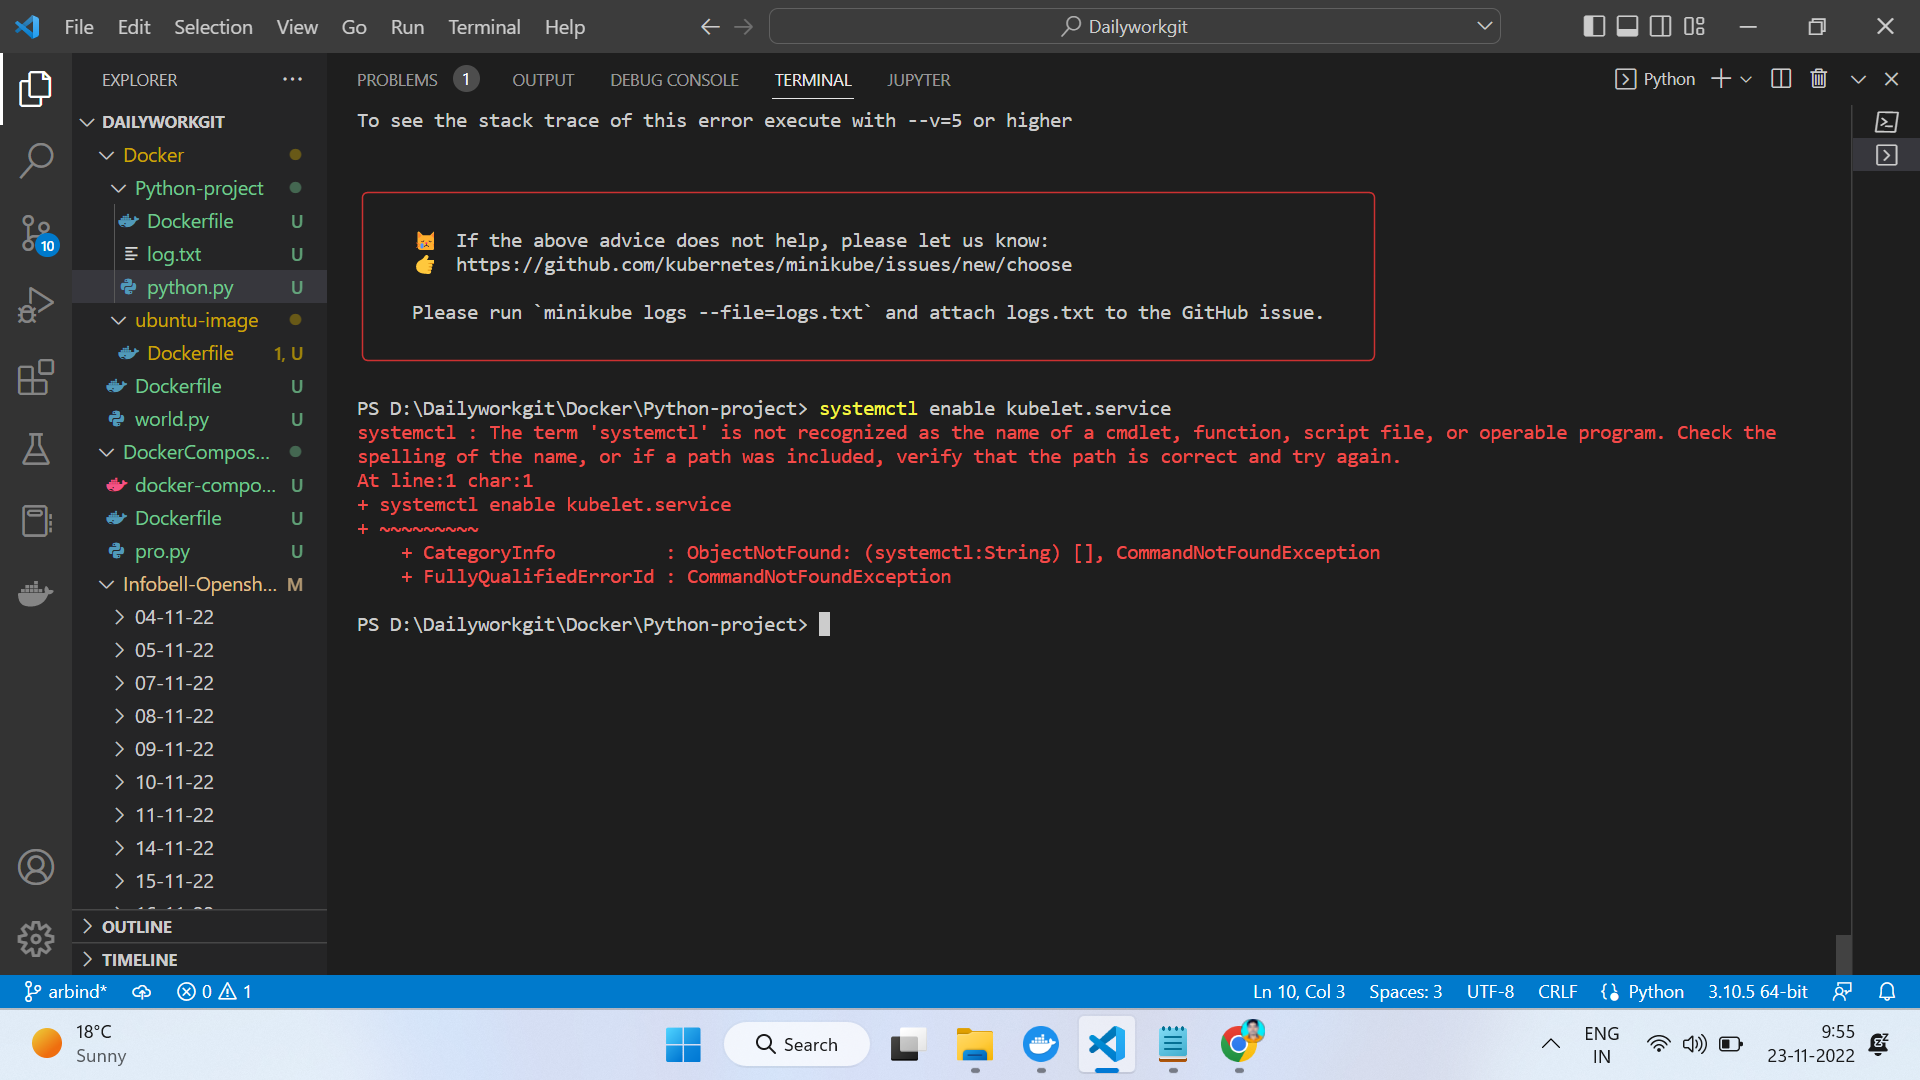 File Edit Selection View Go Run Terminal Help
Dailyworkgit
EXPLORER
DAILYWORKGIT
Docker
Python-project
Dockerfile U
log.txt U
python.py U
ubuntu-image
Dockerfile 1, U
Dockerfile U
world.py U
DockerCompos...
docker-compo... U
Dockerfile U
pro.py U
Infobell-Opensh... M
04-11-22
05-11-22
07-11-22
08-11-22
09-11-22
10-11-22
11-11-22
14-11-22
15-11-22
OUTLINE
TIMELINE
10
PROBLEMS 1 OUTPUT DEBUG CONSOLE TERMINAL JUPYTER
Python
To see the stack trace of this error execute with --v=5 or higher
If the above advice does not help, please let us know:
https://github.com/kubernetes/minikube/issues/new/choose
Please run `minikube logs --file=logs.txt` and attach logs.txt to the GitHub issue.
PS D:\Dailyworkgit\Docker\Python-project> systemctl enable kubelet.service
systemctl : The term 'systemctl' is not recognized as the name of a cmdlet, function, script file, or operable program. Check the
spelling of the name, or if a path was included, verify that the path is correct and try again.
At line:1 char:1
+ systemctl enable kubelet.service
+ ~~~~~~~~~
+ CategoryInfo : ObjectNotFound: (systemctl:String) [], CommandNotFoundException
+ FullyQualifiedErrorId : CommandNotFoundException
PS D:\Dailyworkgit\Docker\Python-project>
arbind* 0 1 Ln 10, Col 3 Spaces: 3 UTF-8 CRLF Python 3.10.5 64-bit
18°C
Sunny
Search
ENG
IN
9:55
23-11-2022